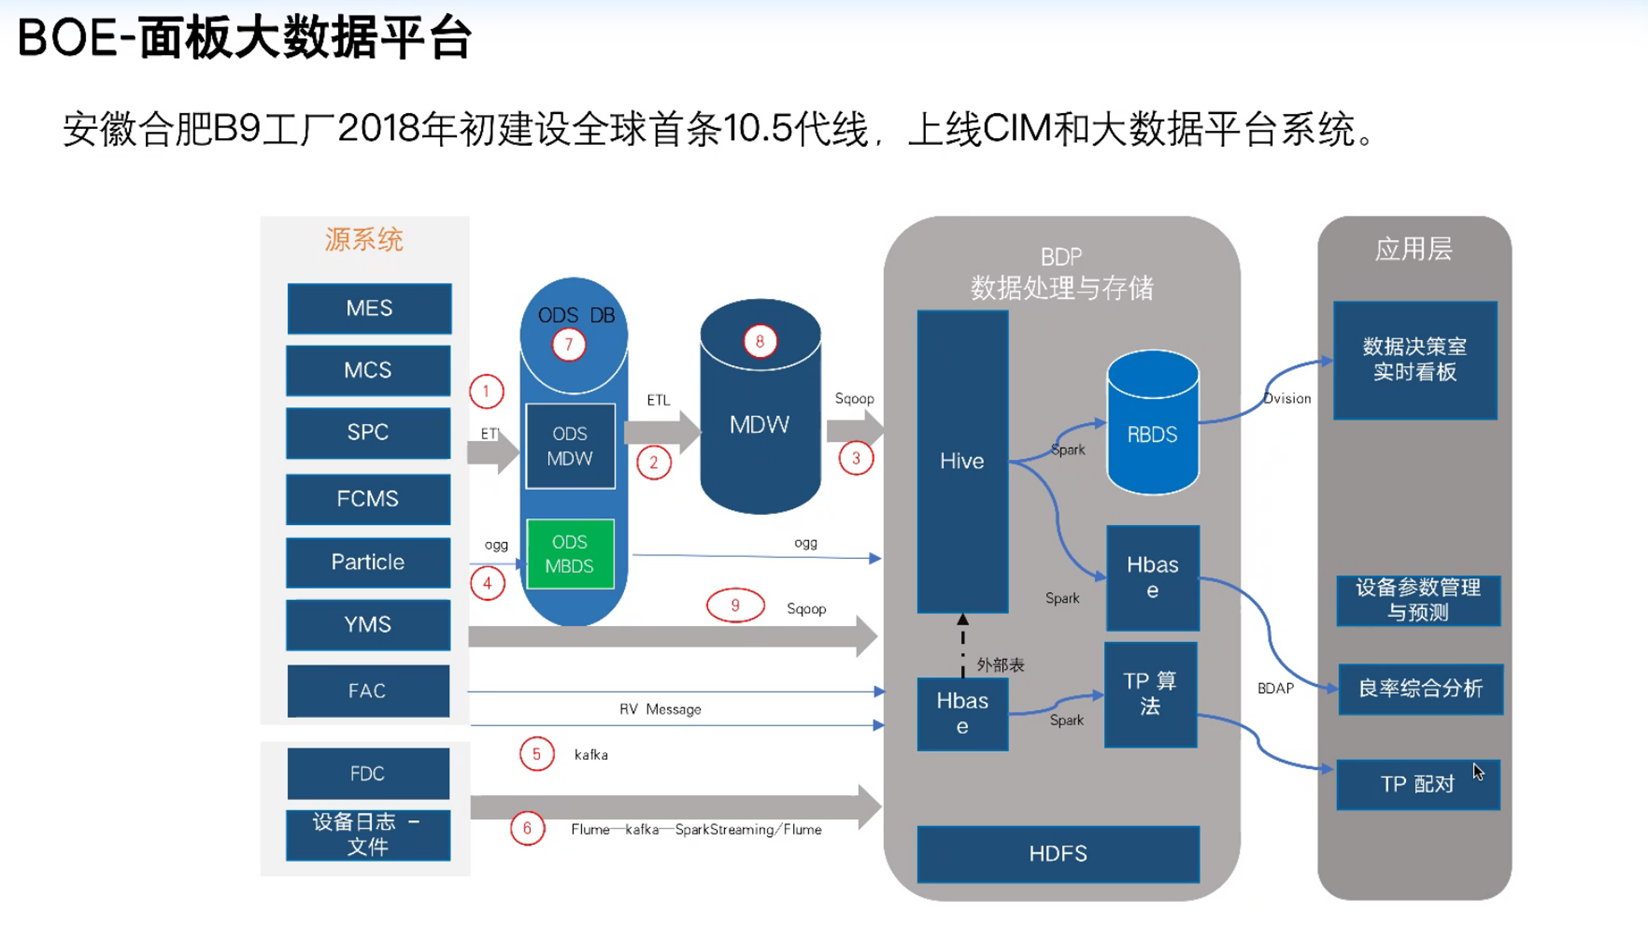 BOE-面板大数据平台
安徽合肥B9工厂2018年初建设全球首条10.5代线，上线CIM和大数据平台系统。
源系统
MES
MCS
SPC
FCMS
Particle
YMS
FAC
FDC
设备日志 -
文件
1
ETL
ogg
4
ODS DB
7
ODS
MDW
ODS
MBDS
ETL
2
8
MDW
Sqoop
3
ogg
9
Sqoop
RV Message
5
kafka
6
Flume—kafka—SparkStreaming/Flume
BDP
数据处理与存储
Hive
Spark
RBDS
Spark
Hbas
e
外部表
Hbas
e
Spark
TP 算
法
HDFS
Dvision
BDAP
应用层
数据决策室
实时看板
设备参数管理
与预测
良率综合分析
TP 配对